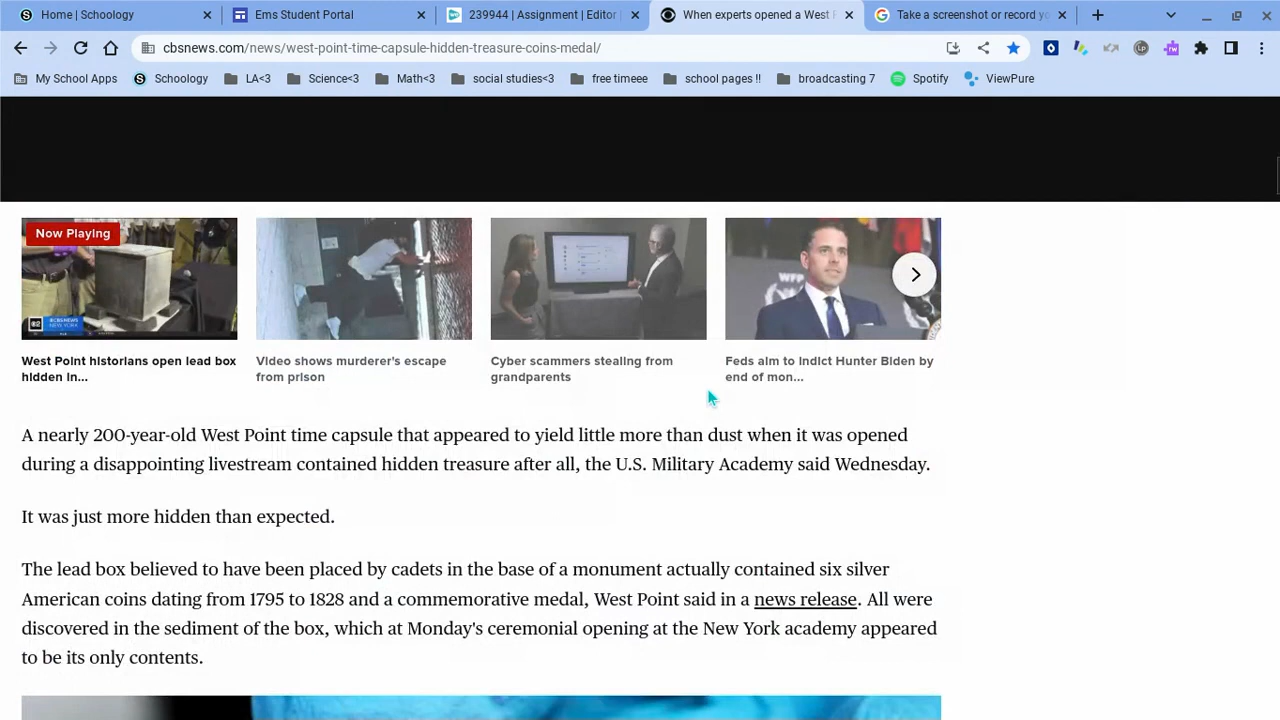 Home | Schoology
Ems Student Portal
239944 | Assignment | Editor |
When experts opened a West P
Take a screenshot or record yo
cbsnews.com/news/west-point-time-capsule-hidden-treasure-coins-medal/
My School Apps
Schoology
LA<3
Science<3
Math<3
social studies<3
free timeee
school pages !!
broadcasting 7
Spotify
ViewPure
Now Playing
CBS NEWS
NEW YORK
West Point historians open lead box
hidden in...
Video shows murderer's escape
from prison
Cyber scammers stealing from
grandparents
WFP
Feds aim to indict Hunter Biden by
end of mon...
A nearly 200-year-old West Point time capsule that appeared to yield little more than dust when it was opened
during a disappointing livestream contained hidden treasure after all, the U.S. Military Academy said Wednesday.
It was just more hidden than expected.
The lead box believed to have been placed by cadets in the base of a monument actually contained six silver
American coins dating from 1795 to 1828 and a commemorative medal, West Point said in a news release. All were
discovered in the sediment of the box, which at Monday's ceremonial opening at the New York academy appeared
to be its only contents.